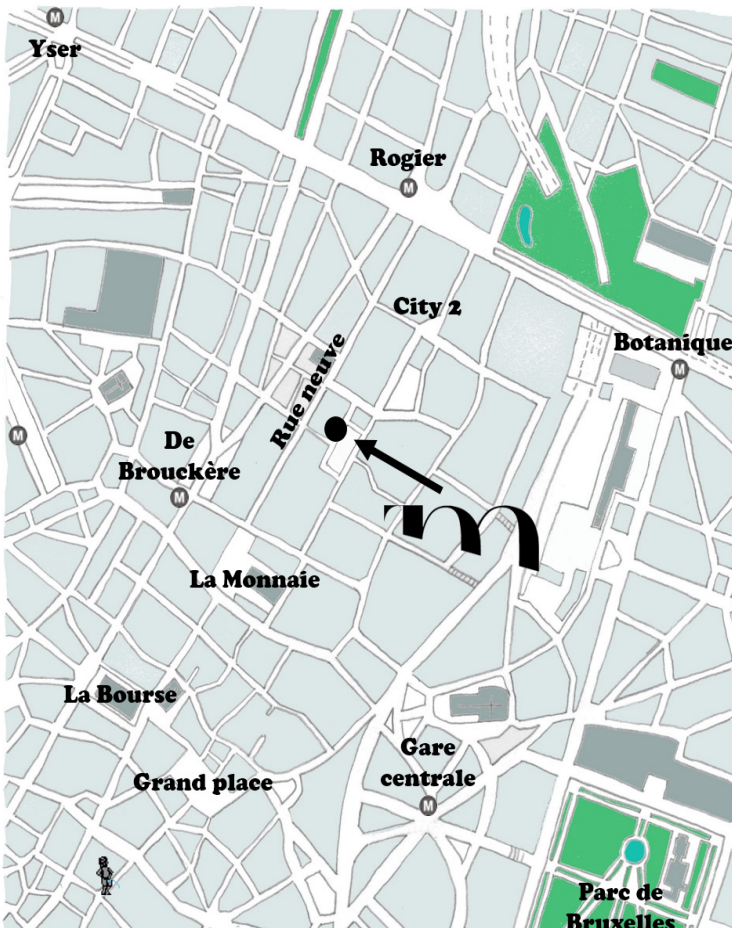 M
Yser
Rogier
M
City 2
Botanique
M
Rue neuve
M
De
Brouckère
M
m
La Monnaie
La Bourse
Gare
centrale
M
Grand place
Parc de
Bruxelles